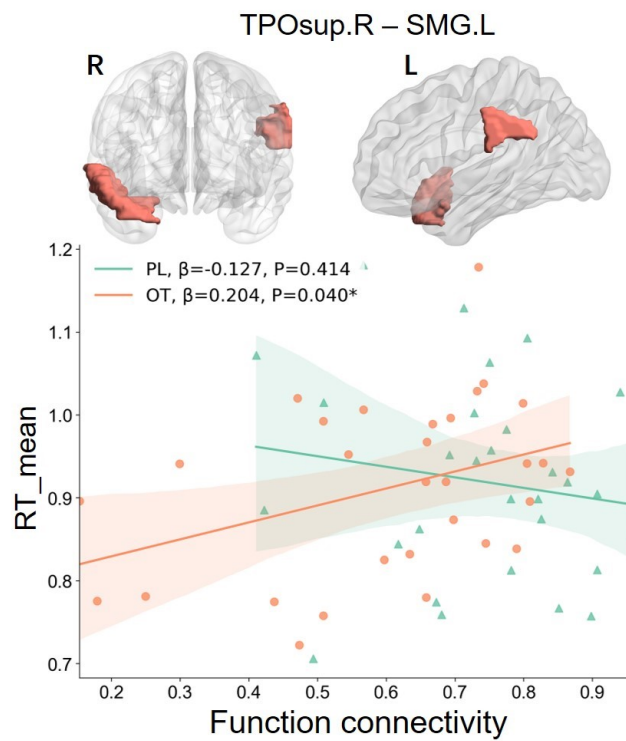 TPOsup.R – SMG.L
R
L
PL, β=-0.127, P=0.414
OT, β=0.204, P=0.040*
1.2
1.1
1.0
0.9
0.8
0.7
RT_mean
0.2 0.3 0.4 0.5 0.6 0.7 0.8 0.9
Function connectivity